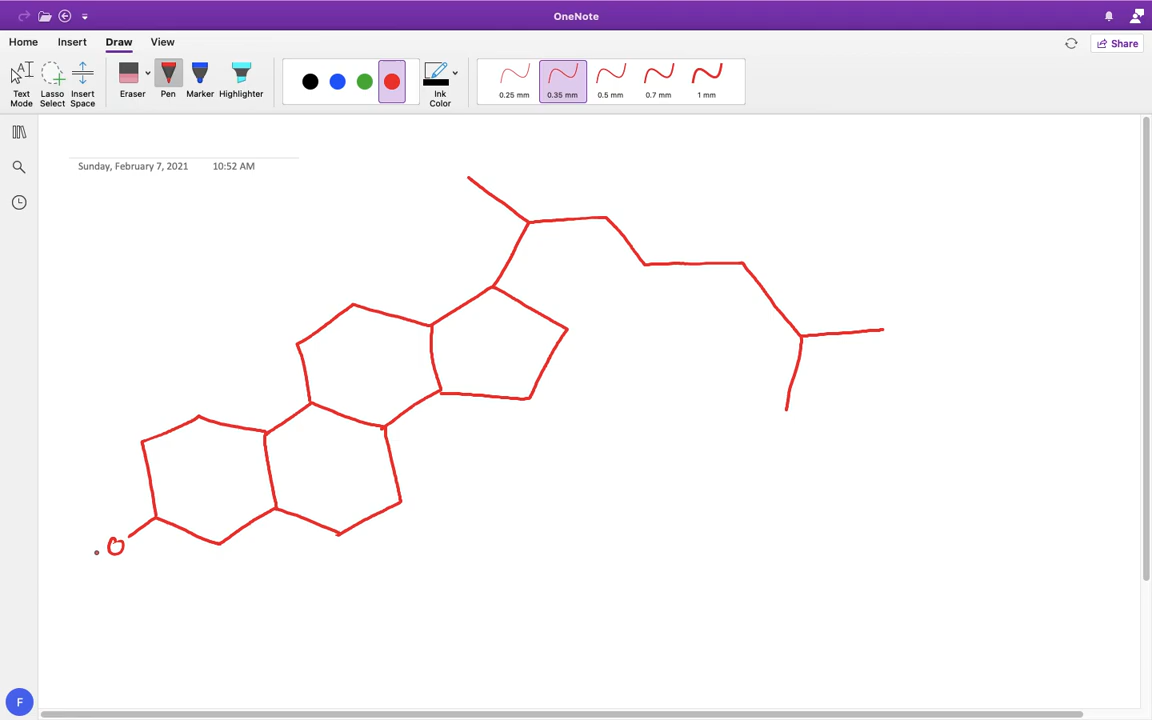 OneNote
Home Insert Draw View Share
Text Mode
Lasso Select
Insert Space
Eraser
Pen
Marker
Highlighter
Ink Color
0.25 mm 0.35 mm 0.5 mm 0.7 mm 1 mm
Sunday, February 7, 2021 10:52 AM
O
F